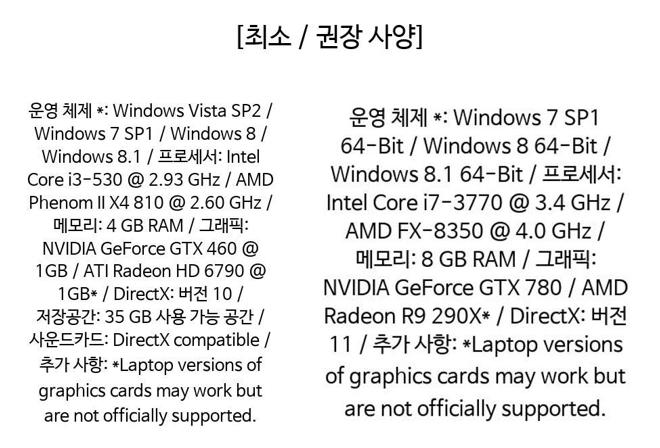 [최소 / 권장 사양]
운영 체제 *: Windows Vista SP2 /
Windows 7 SP1 / Windows 8 /
Windows 8.1 / 프로세서: Intel
Core i3-530 @ 2.93 GHz / AMD
Phenom II X4 810 @ 2.60 GHz /
메모리: 4 GB RAM / 그래픽:
NVIDIA GeForce GTX 460 @
1GB / ATI Radeon HD 6790 @
1GB* / DirectX: 버전 10 /
저장공간: 35 GB 사용 가능 공간 /
사운드카드: DirectX compatible /
추가 사항: *Laptop versions of
graphics cards may work but
are not officially supported.
운영 체제 *: Windows 7 SP1
64-Bit / Windows 8 64-Bit /
Windows 8.1 64-Bit / 프로세서:
Intel Core i7-3770 @ 3.4 GHz /
AMD FX-8350 @ 4.0 GHz /
메모리: 8 GB RAM / 그래픽:
NVIDIA GeForce GTX 780 / AMD
Radeon R9 290X* / DirectX: 버전
11 / 추가 사항: *Laptop versions
of graphics cards may work but
are not officially supported.